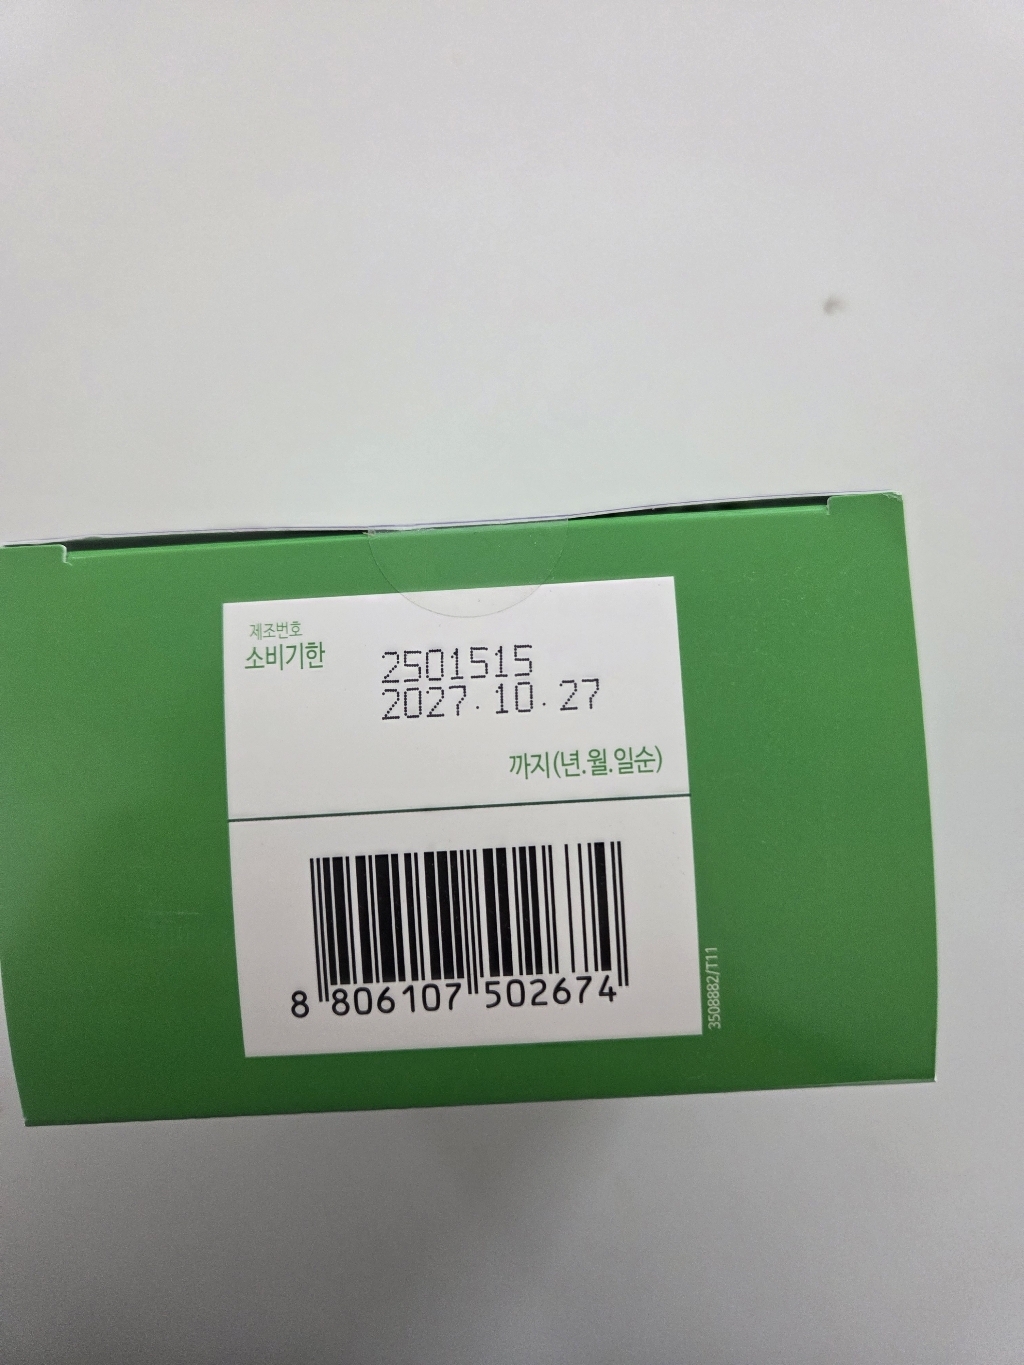 제조번호
소비기한
2501515
2027.10.27
까지(년.월.일순)
8 806107 502674
3508882/T11